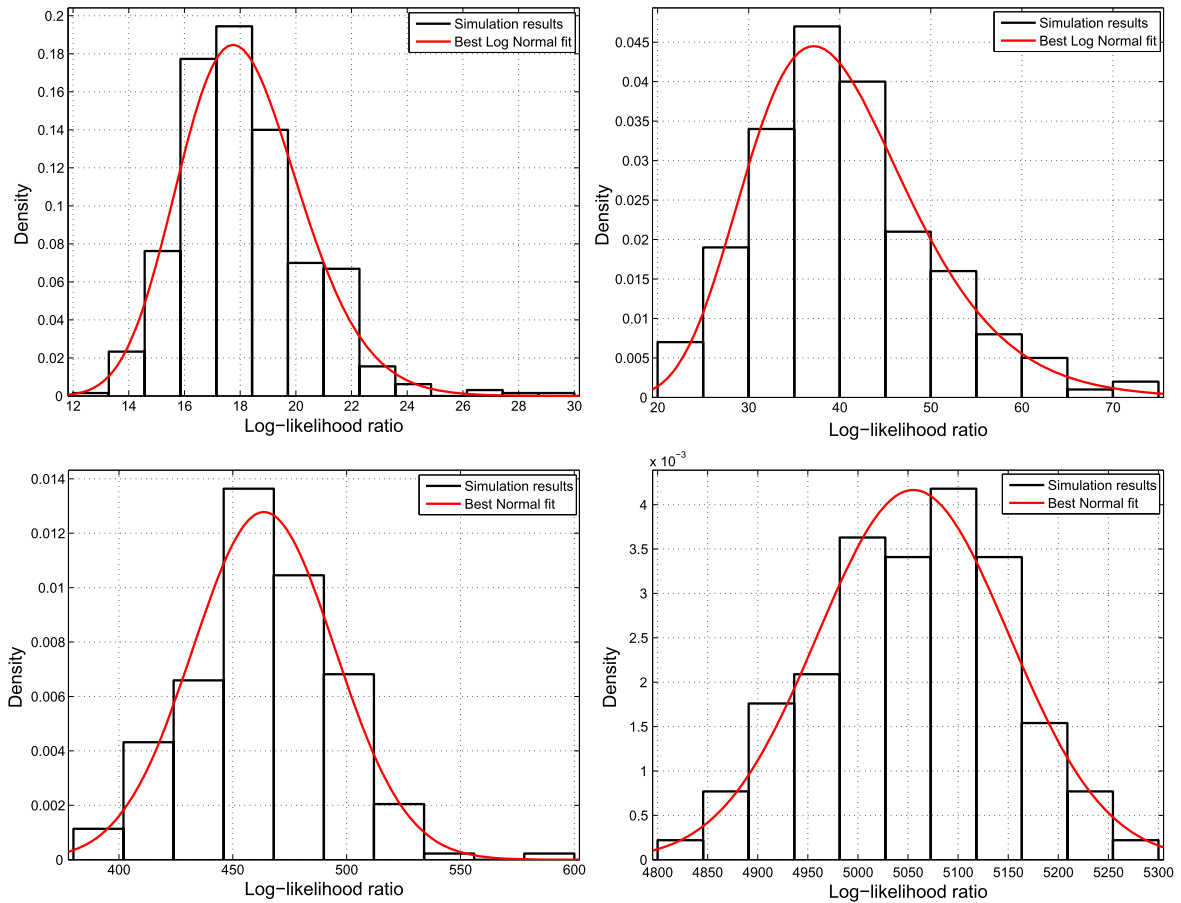 Simulation results
Best Log Normal fit
0.2
0.18
0.16
0.14
0.12
0.1
0.08
0.06
0.04
0.02
0
Density
12 14 16 18 20 22 24 26 28 30
Log−likelihood ratio
Simulation results
Best Log Normal fit
0.045
0.04
0.035
0.03
0.025
0.02
0.015
0.01
0.005
0
Density
20 30 40 50 60 70
Log−likelihood ratio
Simulation results
Best Normal fit
0.014
0.012
0.01
0.008
0.006
0.004
0.002
0
Density
400 450 500 550 600
Log−likelihood ratio
x 10−3
Simulation results
Best Normal fit
4
3.5
3
2.5
2
1.5
1
0.5
0
Density
4800 4850 4900 4950 5000 5050 5100 5150 5200 5250 5300
Log−likelihood ratio